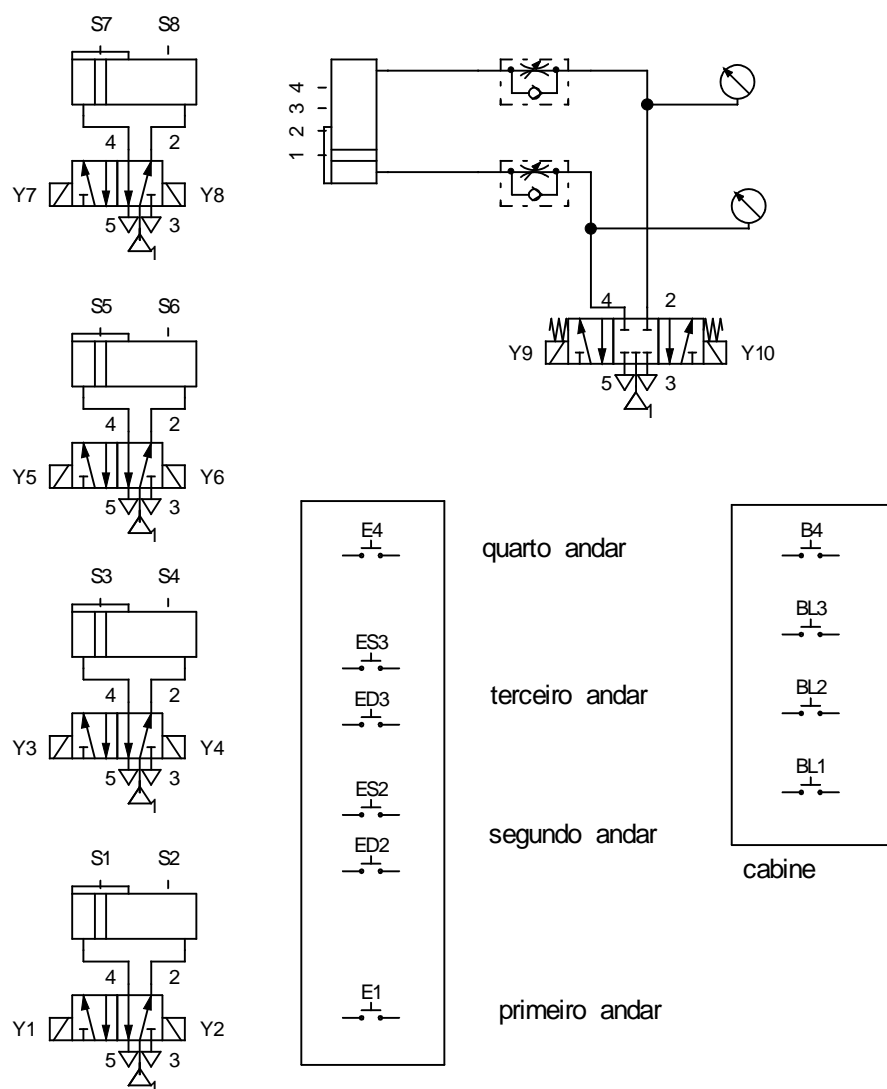 S7 S8
4 2
Y7 Y8
5 3
1
S5 S6
4 2
Y5 Y6
5 3
1
S3 S4
4 2
Y3 Y4
5 3
1
S1 S2
4 2
Y1 Y2
5 3
1
4
3
2
1
4 2
Y9 Y10
5 3
1
E4
quarto andar
ES3
terceiro andar
ED3
ES2
segundo andar
ED2
E1
primeiro andar
B4
BL3
BL2
BL1
cabine